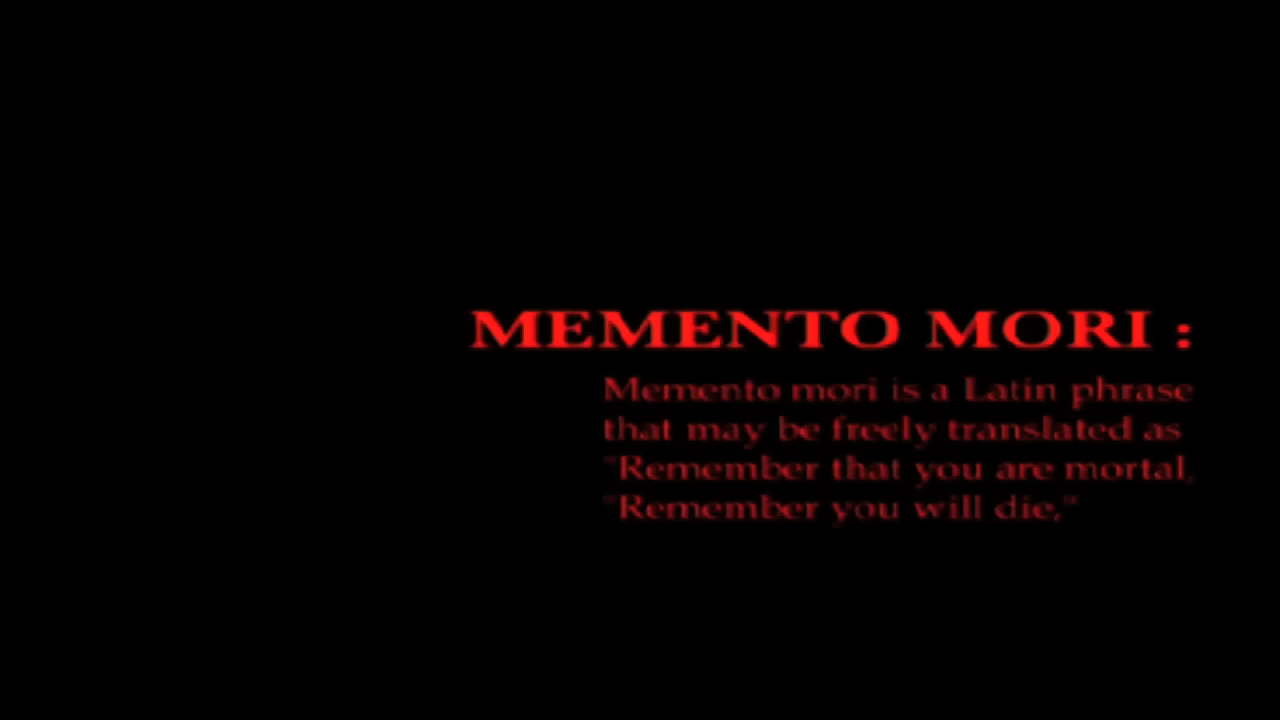 MEMENTO MORI :
Memento mori is a Latin phrase
that may be freely translated as
"Remember that you are mortal,
"Remember you will die,"